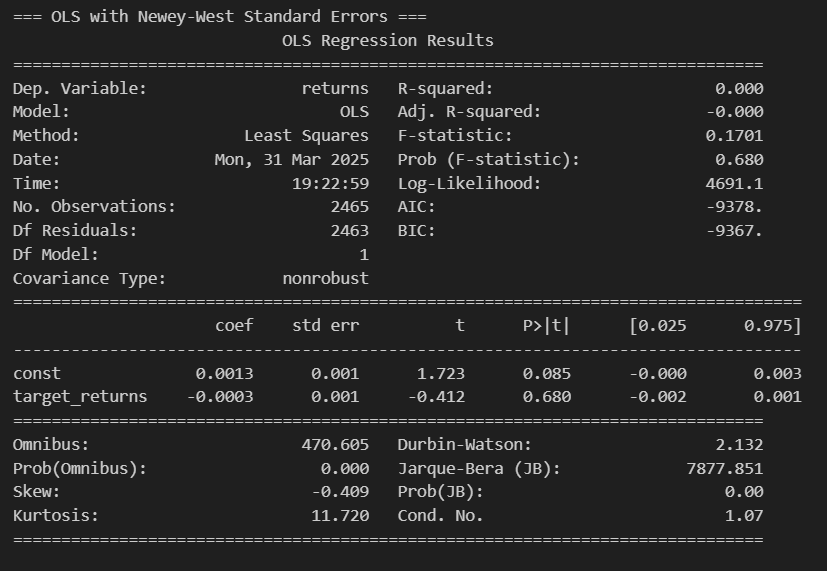 === OLS with Newey-West Standard Errors ===
OLS Regression Results
==============================================================================
Dep. Variable: returns R-squared: 0.000
Model: OLS Adj. R-squared: -0.000
Method: Least Squares F-statistic: 0.1701
Date: Mon, 31 Mar 2025 Prob (F-statistic): 0.680
Time: 19:22:59 Log-Likelihood: 4691.1
No. Observations: 2465 AIC: -9378.
Df Residuals: 2463 BIC: -9367.
Df Model: 1
Covariance Type: nonrobust
==================================================================================
coef std err t P>|t| [0.025 0.975]
----------------------------------------------------------------------------------
const 0.0013 0.001 1.723 0.085 -0.000 0.003
target_returns -0.0003 0.001 -0.412 0.680 -0.002 0.001
==============================================================================
Omnibus: 470.605 Durbin-Watson: 2.132
Prob(Omnibus): 0.000 Jarque-Bera (JB): 7877.851
Skew: -0.409 Prob(JB): 0.00
Kurtosis: 11.720 Cond. No. 1.07
==============================================================================